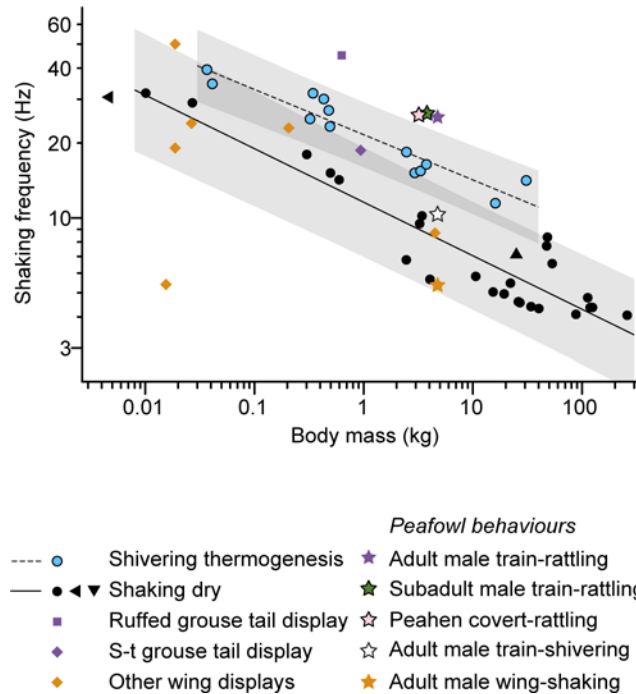 60
40
20
10
3
Shaking frequency (Hz)
0.01 0.1 1 10 100
Body mass (kg)
Peafowl behaviours
Shivering thermogenesis
Adult male train-rattling
Shaking dry
Subadult male train-rattling
Ruffed grouse tail display
Peahen covert-rattling
S-t grouse tail display
Adult male train-shivering
Other wing displays
Adult male wing-shaking